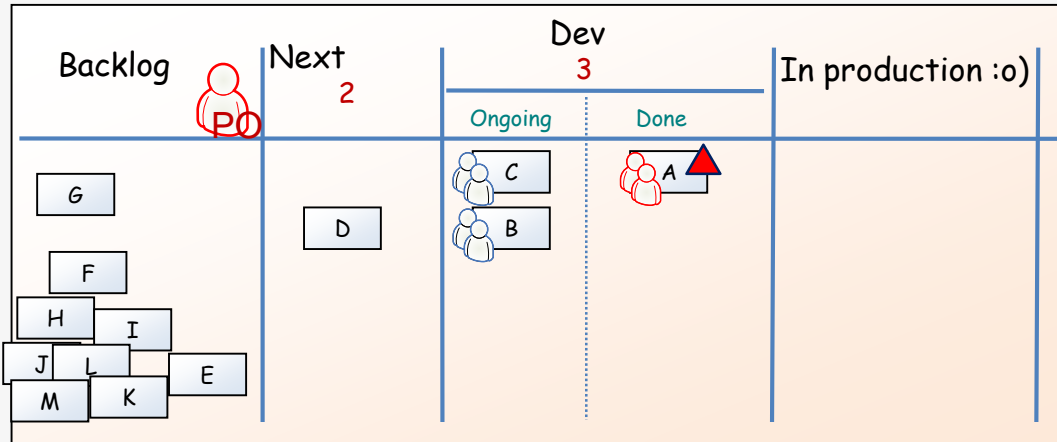 Backlog
PO
Next
2
Dev
3
Ongoing
Done
In production :o)
G
F
H
I
J
L
E
M
K
D
C
B
A